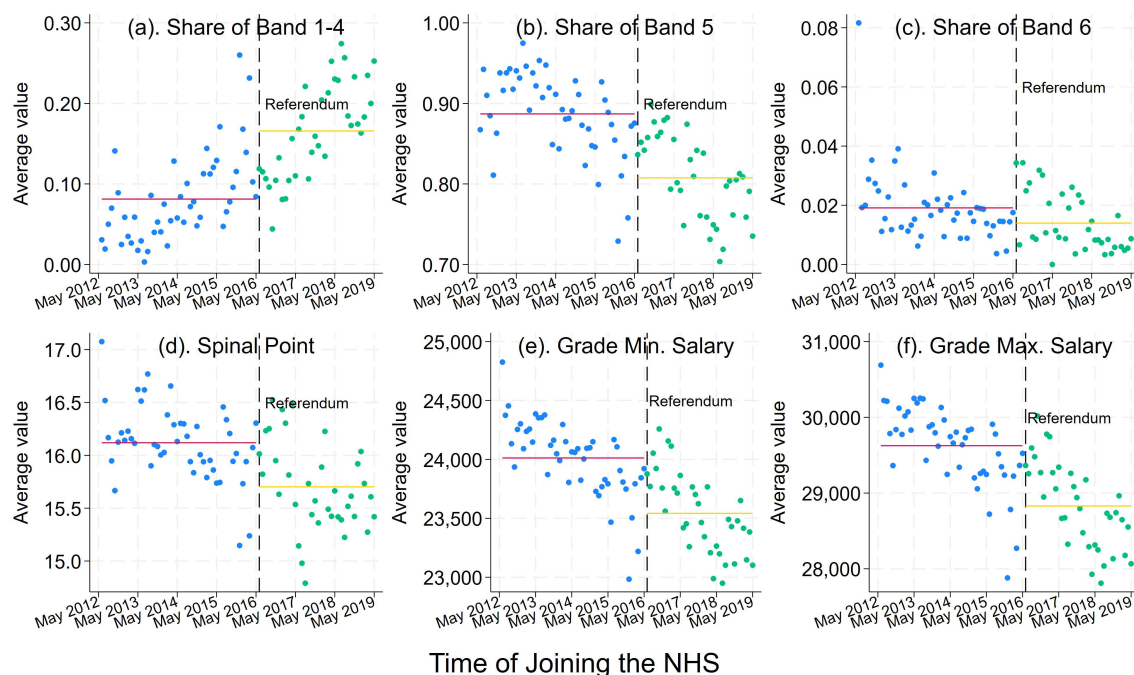 (a). Share of Band 1-4
Average value
0.30
0.20
0.10
0.00
Referendum
May 2012
May 2013
May 2014
May 2015
May 2016
May 2017
May 2018
May 2019
(b). Share of Band 5
Average value
1.00
0.90
0.80
0.70
Referendum
May 2012
May 2013
May 2014
May 2015
May 2016
May 2017
May 2018
May 2019
(c). Share of Band 6
Average value
0.08
0.06
0.04
0.02
0.00
Referendum
May 2012
May 2013
May 2014
May 2015
May 2016
May 2017
May 2018
May 2019
(d). Spinal Point
Average value
17.0
16.5
16.0
15.5
15.0
Referendum
May 2012
May 2013
May 2014
May 2015
May 2016
May 2017
May 2018
May 2019
(e). Grade Min. Salary
Average value
25,000
24,500
24,000
23,500
23,000
Referendum
May 2012
May 2013
May 2014
May 2015
May 2016
May 2017
May 2018
May 2019
(f). Grade Max. Salary
Average value
31,000
30,000
29,000
28,000
Referendum
May 2012
May 2013
May 2014
May 2015
May 2016
May 2017
May 2018
May 2019
Time of Joining the NHS